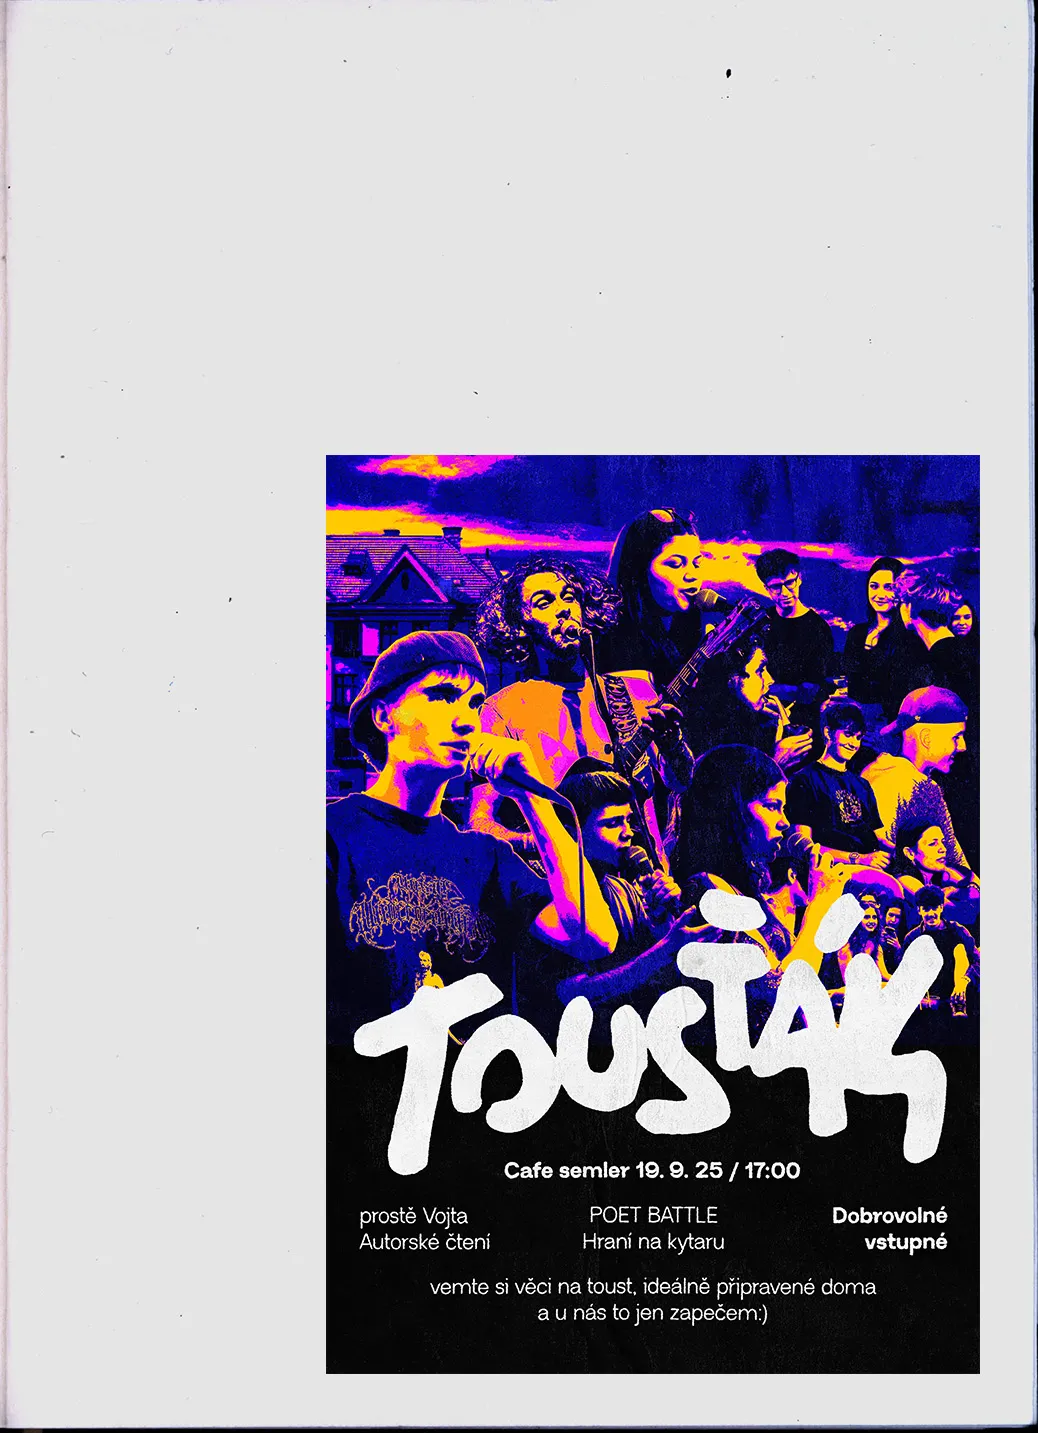 TOUSŤÁK
Cafe semler 19. 9. 25 / 17:00
prostě Vojta
Autorské čtení
POET BATTLE
Hraní na kytaru
Dobrovolné
vstupné
vemte si věci na toust, ideálně připravené doma
a u nás to jen zapečem:)